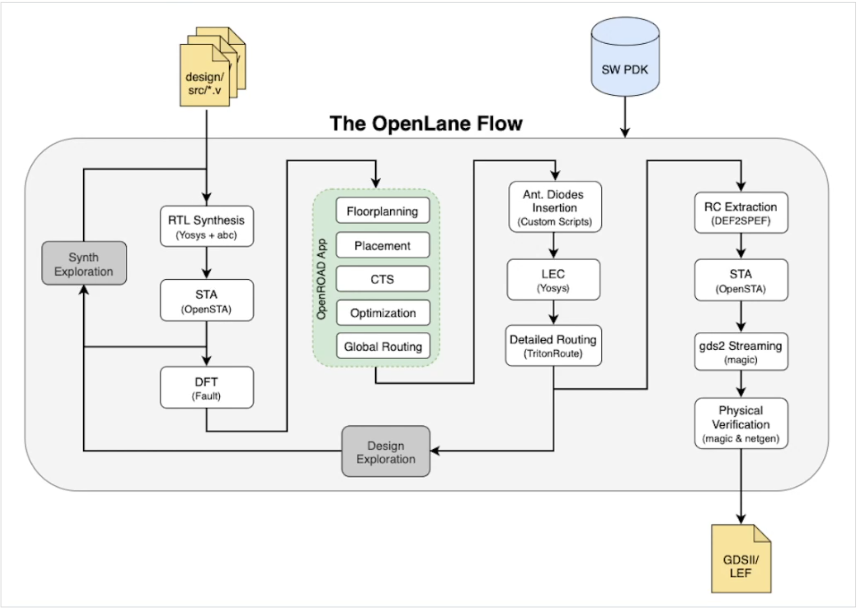 design/
src/*.v
SW PDK
The OpenLane Flow
RTL Synthesis
(Yosys + abc)
Synth
Exploration
STA
(OpenSTA)
DFT
(Fault)
OpenROAD App
Floorplanning
Placement
CTS
Optimization
Global Routing
Design
Exploration
Ant. Diodes
Insertion
(Custom Scripts)
LEC
(Yosys)
Detailed Routing
(TritonRoute)
RC Extraction
(DEF2SPEF)
STA
(OpenSTA)
gds2 Streaming
(magic)
Physical
Verification
(magic & netgen)
GDSII/
LEF